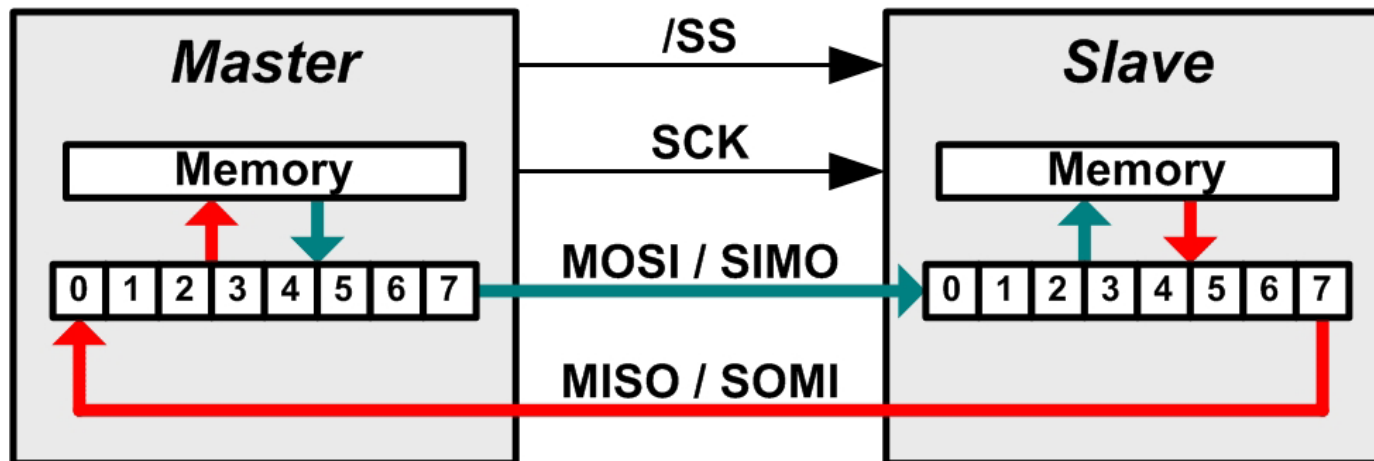 Master
/SS
Slave
SCK
Memory
Memory
MOSI / SIMO
0 1 2 3 4 5 6 7
0 1 2 3 4 5 6 7
MISO / SOMI